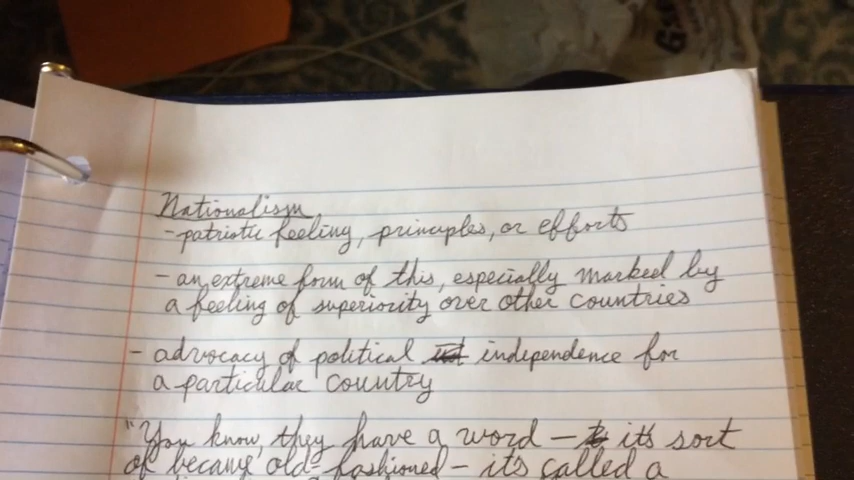 Nationalism
- patriotic feeling, principles, or efforts
- an extreme form of this, especially marked by
a feeling of superiority over other countries
- advocacy of political independence for
a particular country
"You know, they have a word - it's sort
of became old-fashioned - it's called a